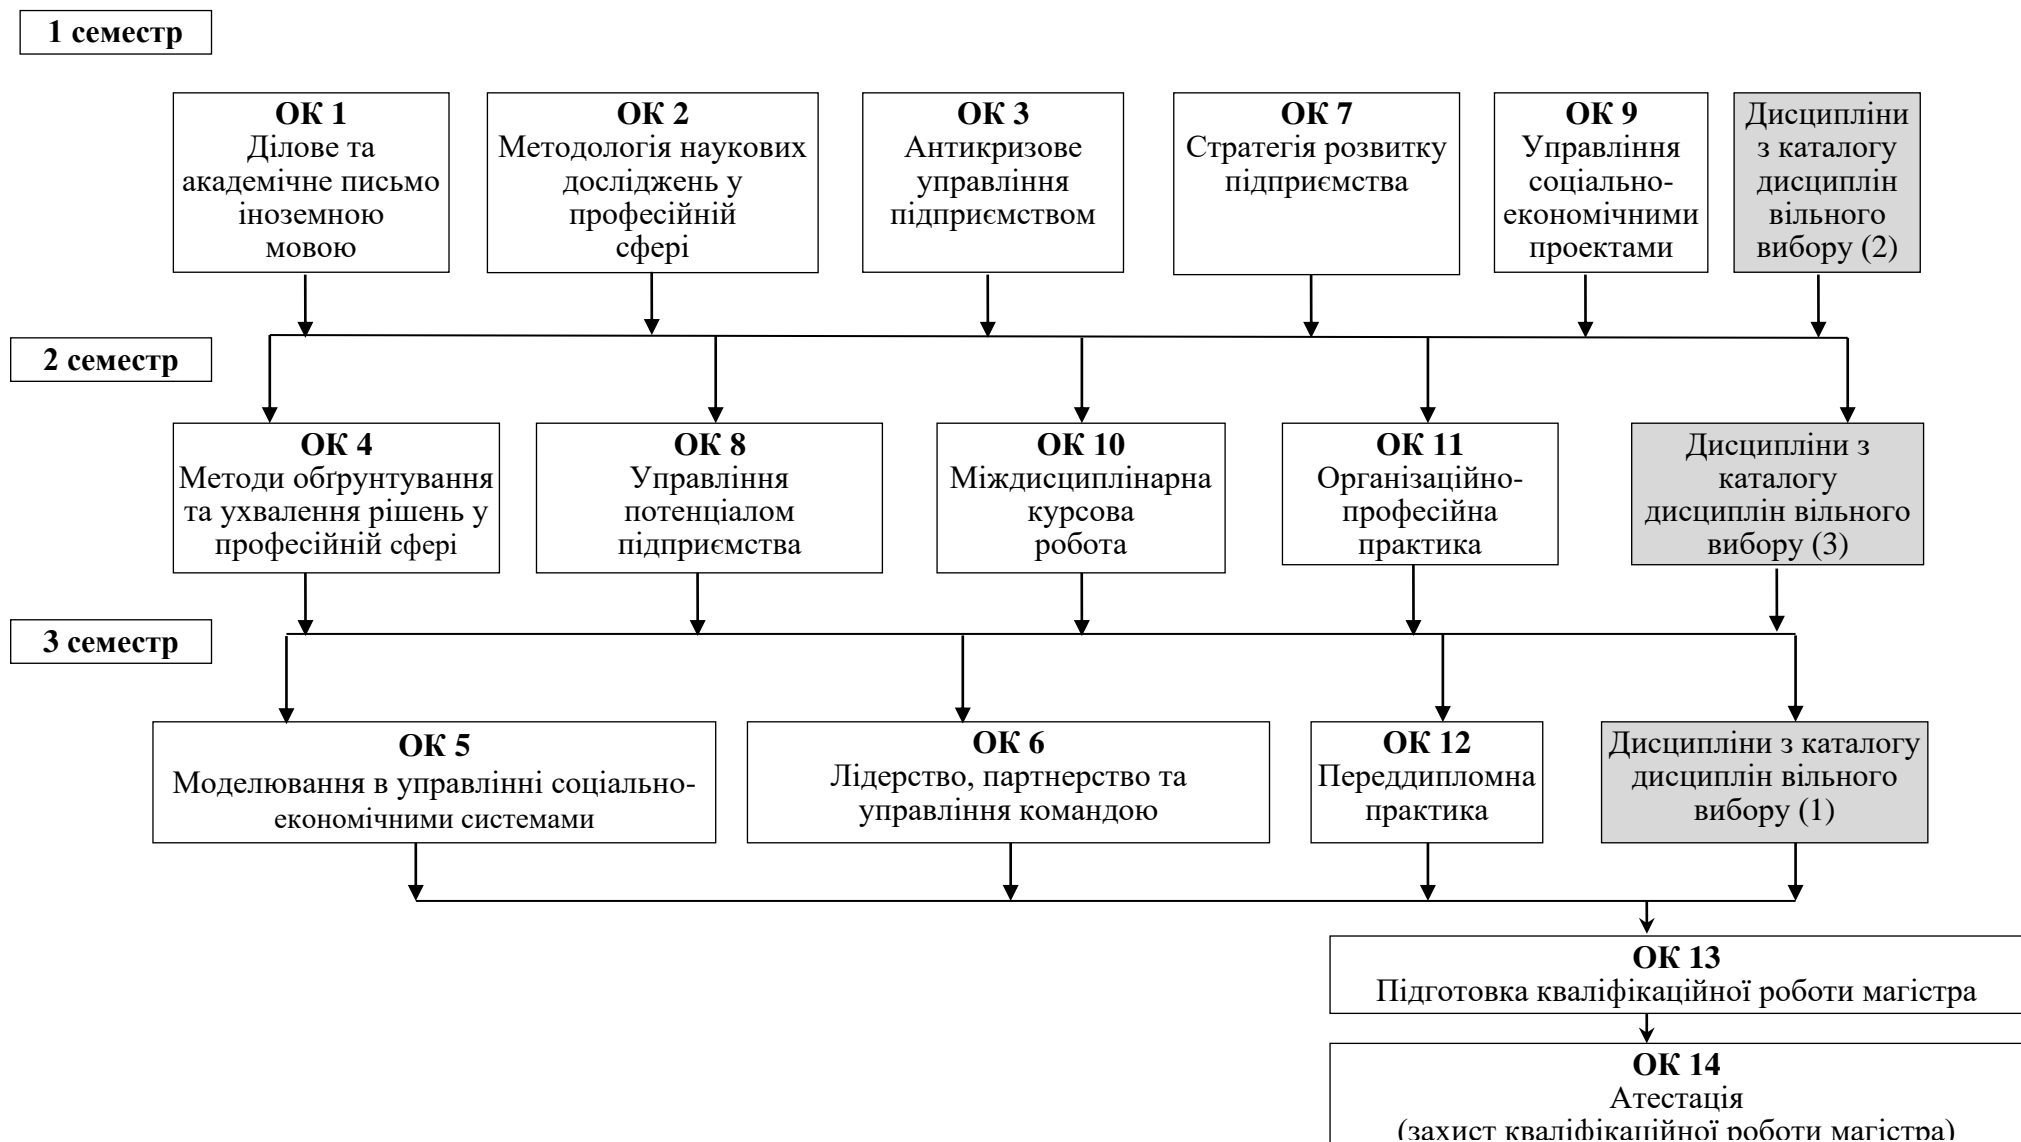 1 семестр
ОК 1
Ділове та
академічне письмо
іноземною
мовою
ОК 2
Методологія наукових
досліджень у
професійній
сфері
ОК 3
Антикризове
управління
підприємством
ОК 7
Стратегія розвитку
підприємства
ОК 9
Управління
соціально-
економічними
проектами
Дисципліни
з каталогу
дисциплін
вільного
вибору (2)
2 семестр
ОК 4
Методи обґрунтування
та ухвалення рішень у
професійній сфері
ОК 8
Управління
потенціалом
підприємства
ОК 10
Міждисциплінарна
курсова
робота
ОК 11
Організаційно-
професійна
практика
Дисципліни з
каталогу
дисциплін вільного
вибору (3)
3 семестр
ОК 5
Моделювання в управлінні соціально-
економічними системами
ОК 6
Лідерство, партнерство та
управління командою
ОК 12
Переддипломна
практика
Дисципліни з каталогу
дисциплін вільного
вибору (1)
ОК 13
Підготовка кваліфікаційної роботи магістра
ОК 14
Атестація
(захист кваліфікаційної роботи магістра)